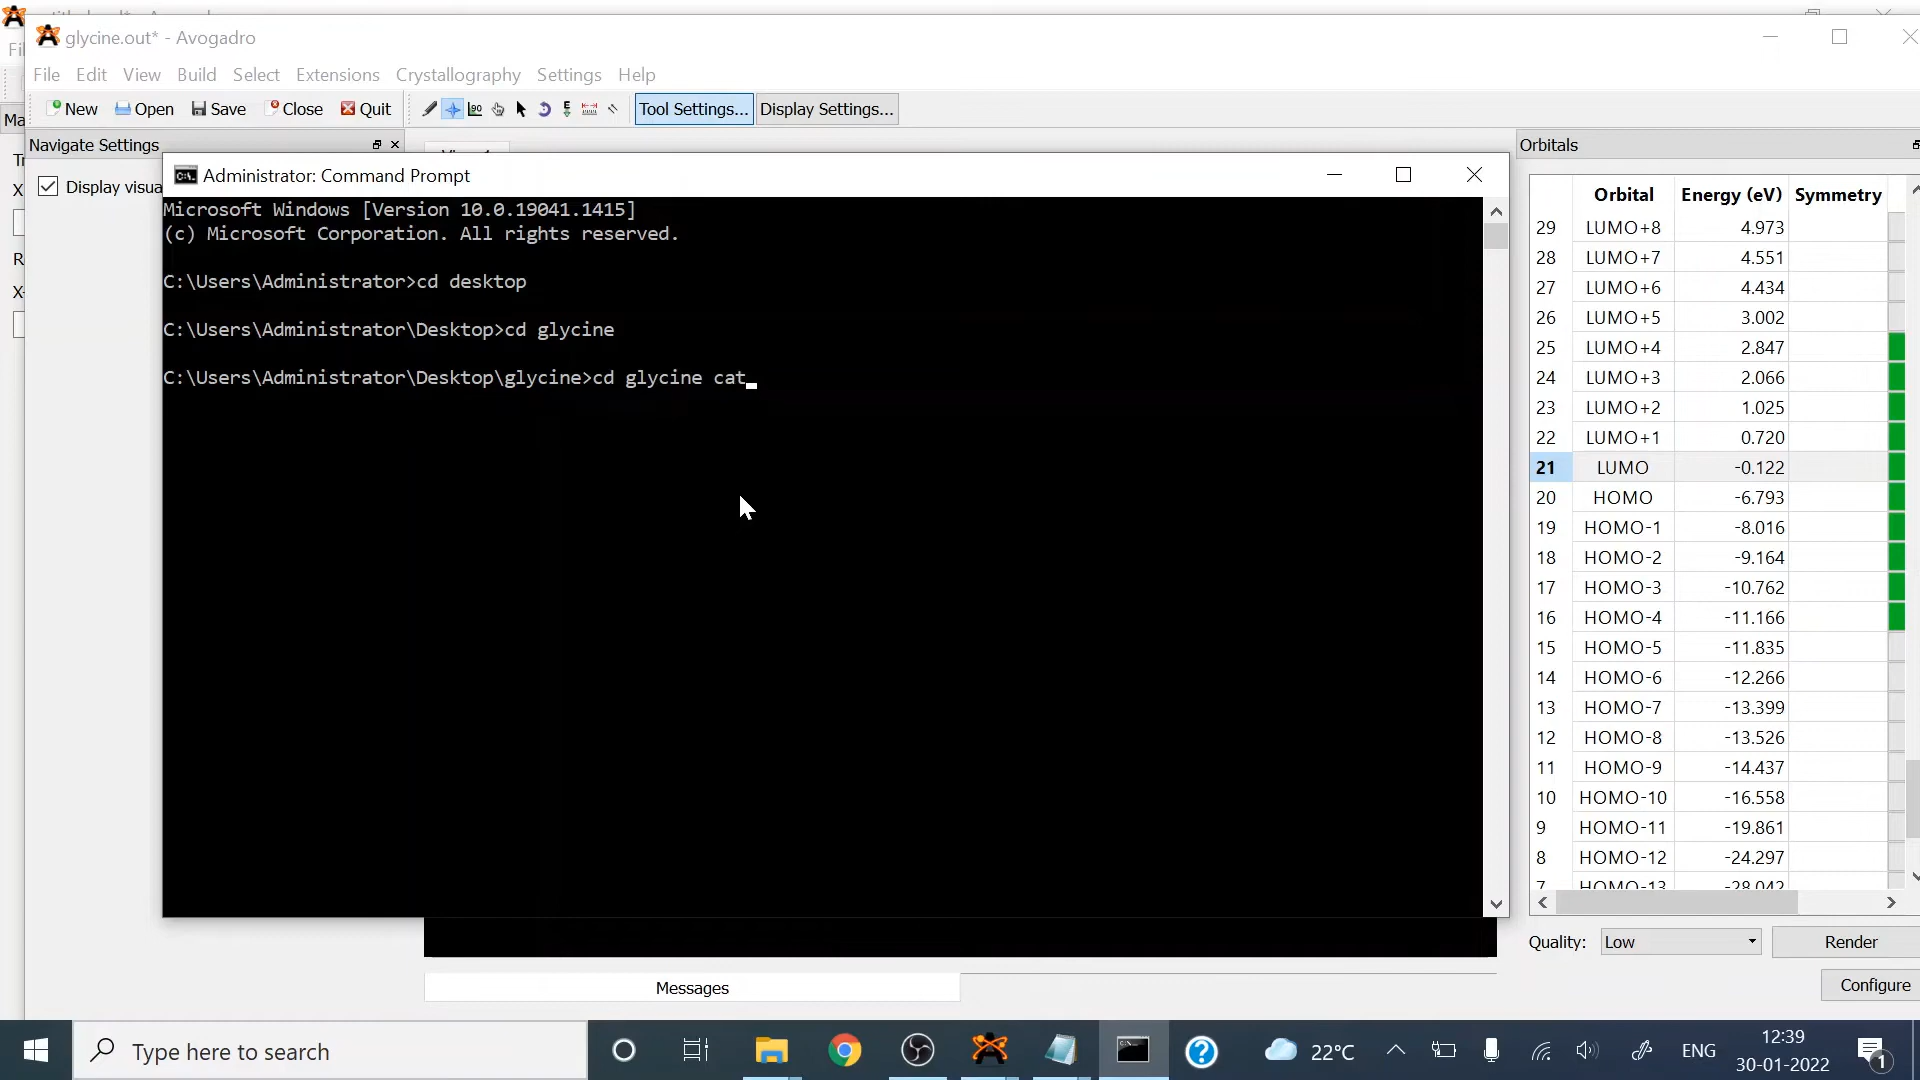 glycine.out* - Avogadro
File Edit View Build Select Extensions Crystallography Settings Help
New Open Save Close Quit Tool Settings... Display Settings...
Navigate Settings
Display visua
Administrator: Command Prompt
Microsoft Windows [Version 10.0.19041.1415]
(c) Microsoft Corporation. All rights reserved.
C:\Users\Administrator>cd desktop
C:\Users\Administrator\Desktop>cd glycine
C:\Users\Administrator\Desktop\glycine>cd glycine cat
Orbitals
Orbital Energy (eV) Symmetry
29 LUMO+8 4.973
28 LUMO+7 4.551
27 LUMO+6 4.434
26 LUMO+5 3.002
25 LUMO+4 2.847
24 LUMO+3 2.066
23 LUMO+2 1.025
22 LUMO+1 0.720
21 LUMO -0.122
20 HOMO -6.793
19 HOMO-1 -8.016
18 HOMO-2 -9.164
17 HOMO-3 -10.762
16 HOMO-4 -11.166
15 HOMO-5 -11.835
14 HOMO-6 -12.266
13 HOMO-7 -13.399
12 HOMO-8 -13.526
11 HOMO-9 -14.437
10 HOMO-10 -16.558
9 HOMO-11 -19.861
8 HOMO-12 -24.297
7 HOMO-13 -28.042
Quality: Low Render
Configure
Messages
Type here to search
22°C ENG
12:39
30-01-2022
1